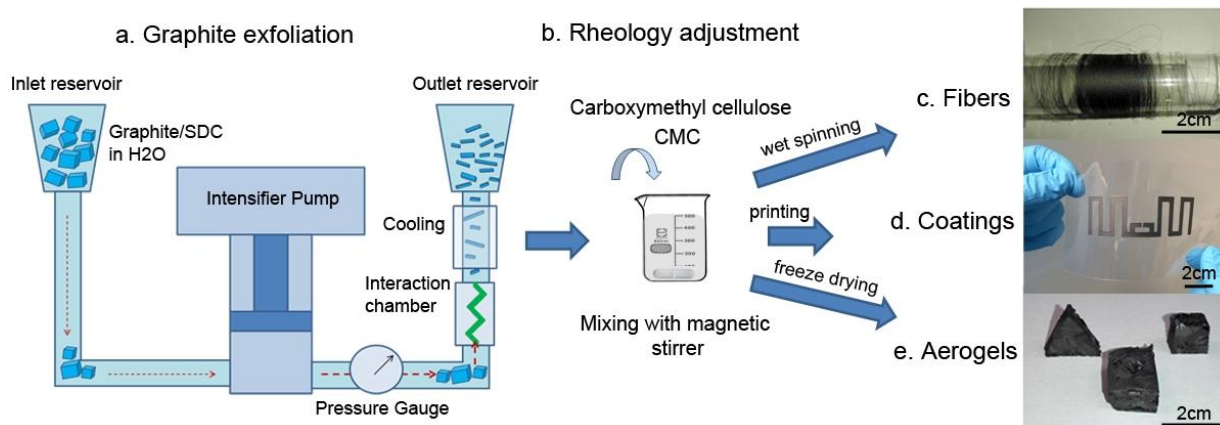 a. Graphite exfoliation
Inlet reservoir
Graphite/SDC
in H2O
Intensifier Pump
Outlet reservoir
Cooling
Interaction
chamber
Pressure Gauge
b. Rheology adjustment
Carboxymethyl cellulose
CMC
Mixing with magnetic
stirrer
wet spinning
printing
freeze drying
c. Fibers
2cm
d. Coatings
2cm
e. Aerogels
2cm